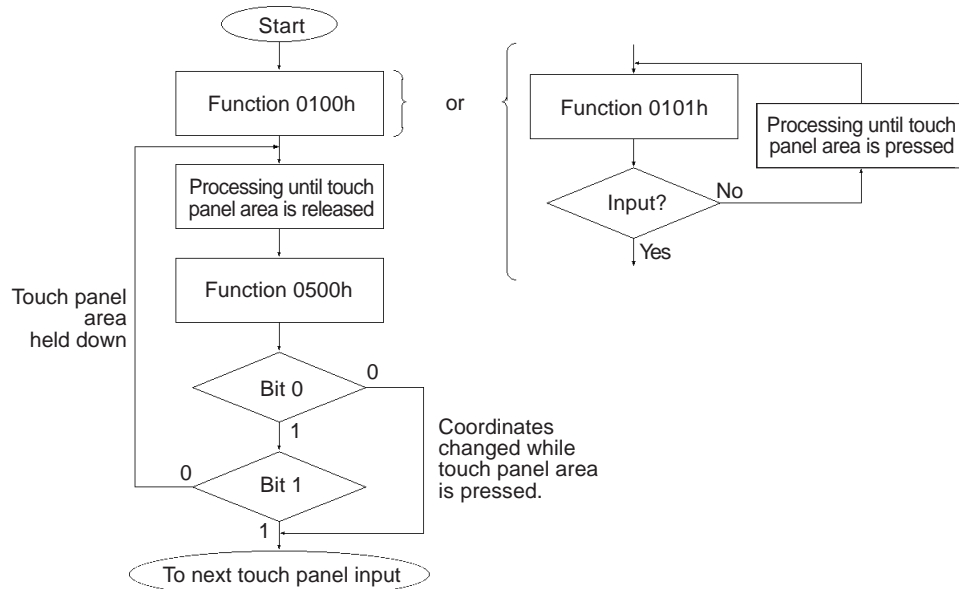 Start
Function 0100h
or
Function 0101h
Processing until touch
panel area is pressed
Input?
No
Yes
Processing until touch
panel area is released
Function 0500h
Touch panel
area
held down
Bit 0
0
1
Coordinates
changed while
touch panel area
is pressed.
0
Bit 1
1
To next touch panel input